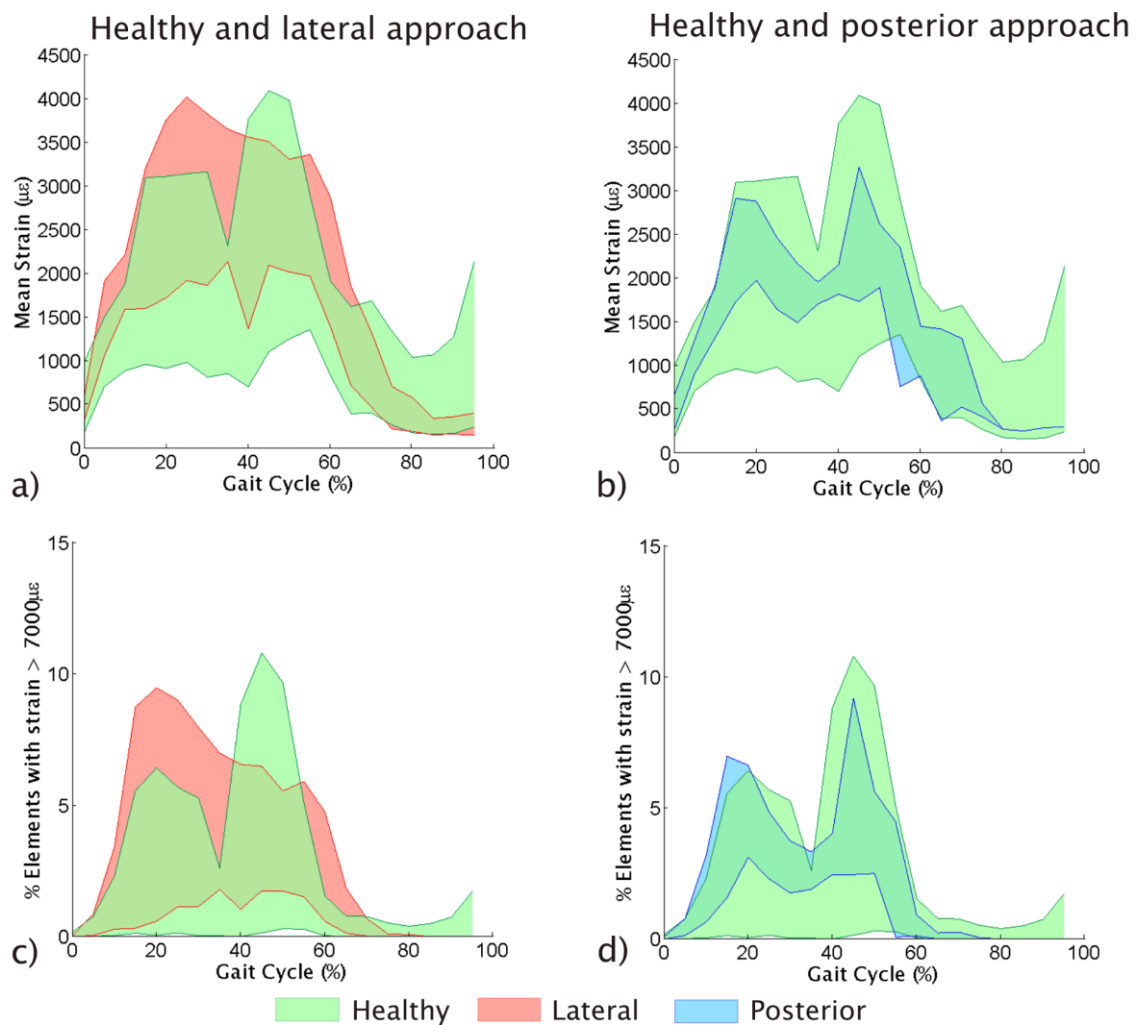 Healthy and lateral approach
Healthy and posterior approach
4500
4000
3500
3000
2500
2000
1500
1000
500
0
Mean Strain (με)
0 20 40 60 80 100
Gait Cycle (%)
a)
4500
4000
3500
3000
2500
2000
1500
1000
500
0
Mean Strain (με)
0 20 40 60 80 100
Gait Cycle (%)
b)
15
10
5
0
% Elements with strain > 7000με
0 20 40 60 80 100
Gait Cycle (%)
c)
15
10
5
0
% Elements with strain > 7000με
0 20 40 60 80 100
Gait Cycle (%)
d)
Healthy Lateral Posterior